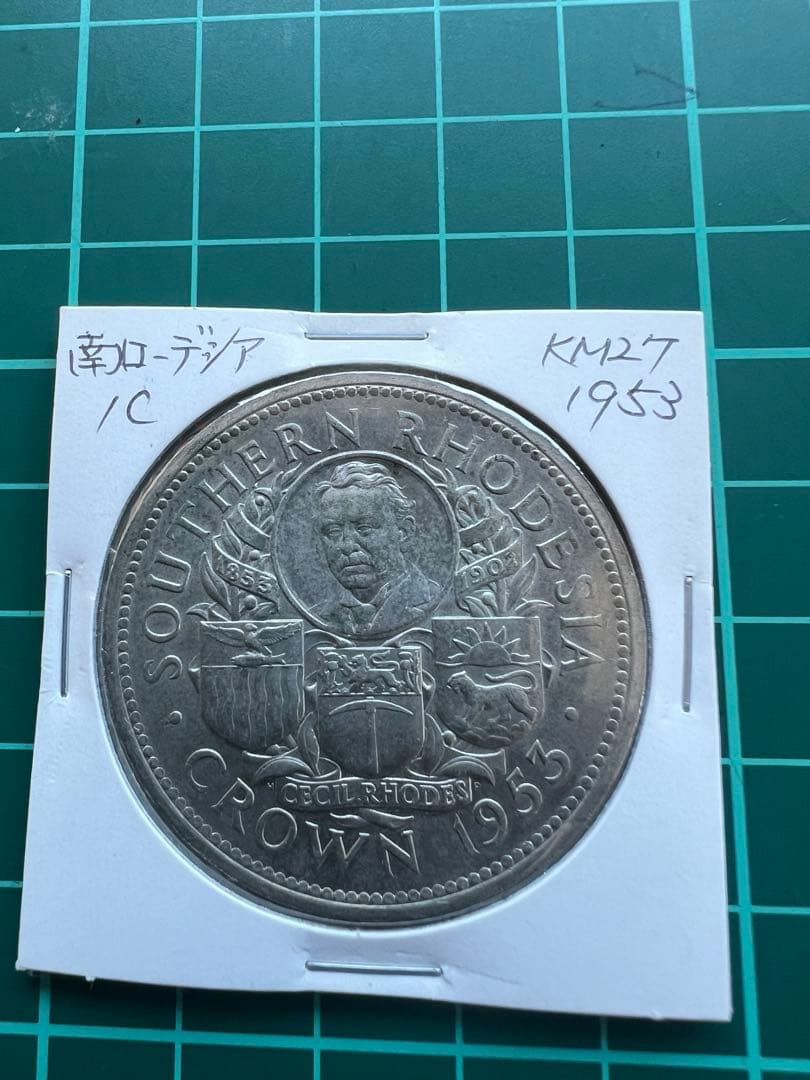 (南)ローデシア
1C
KM27
1953
SOUTHERN RHODESIA
1853
1902
CECIL RHODES
CROWN 1953